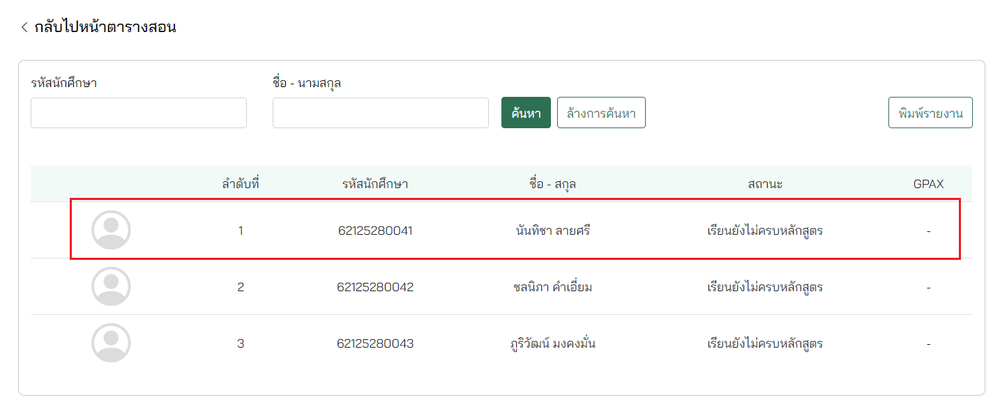 กลับไปหน้าตารางสอน
รหัสนักศึกษา ชื่อ - นามสกุล
ค้นหา ล้างการค้นหา พิมพ์รายงาน
ลำดับที่ รหัสนักศึกษา ชื่อ - สกุล สถานะ GPAX
1 62125280041 นันทิชา ลายศรี เรียนยังไม่ครบหลักสูตร -
2 62125280042 ชลนิภา คำเอี่ยม เรียนยังไม่ครบหลักสูตร -
3 62125280043 ภูริวัฒน์ มงคงมั่น เรียนยังไม่ครบหลักสูตร -